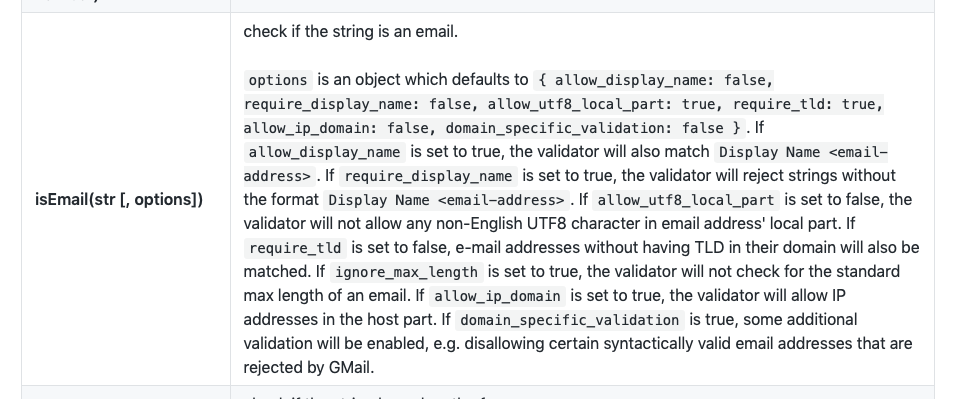 check if the string is an email.
options is an object which defaults to { allow_display_name: false,
require_display_name: false, allow_utf8_local_part: true, require_tld: true,
allow_ip_domain: false, domain_specific_validation: false } . If
allow_display_name is set to true, the validator will also match Display Name <email-
address> . If require_display_name is set to true, the validator will reject strings without
the format Display Name <email-address> . If allow_utf8_local_part is set to false, the
isEmail(str [, options])
validator will not allow any non-English UTF8 character in email address' local part. If
require_tld is set to false, e-mail addresses without having TLD in their domain will also be
matched. If ignore_max_length is set to true, the validator will not check for the standard
max length of an email. If allow_ip_domain is set to true, the validator will allow IP
addresses in the host part. If domain_specific_validation is true, some additional
validation will be enabled, e.g. disallowing certain syntactically valid email addresses that are
rejected by GMail.